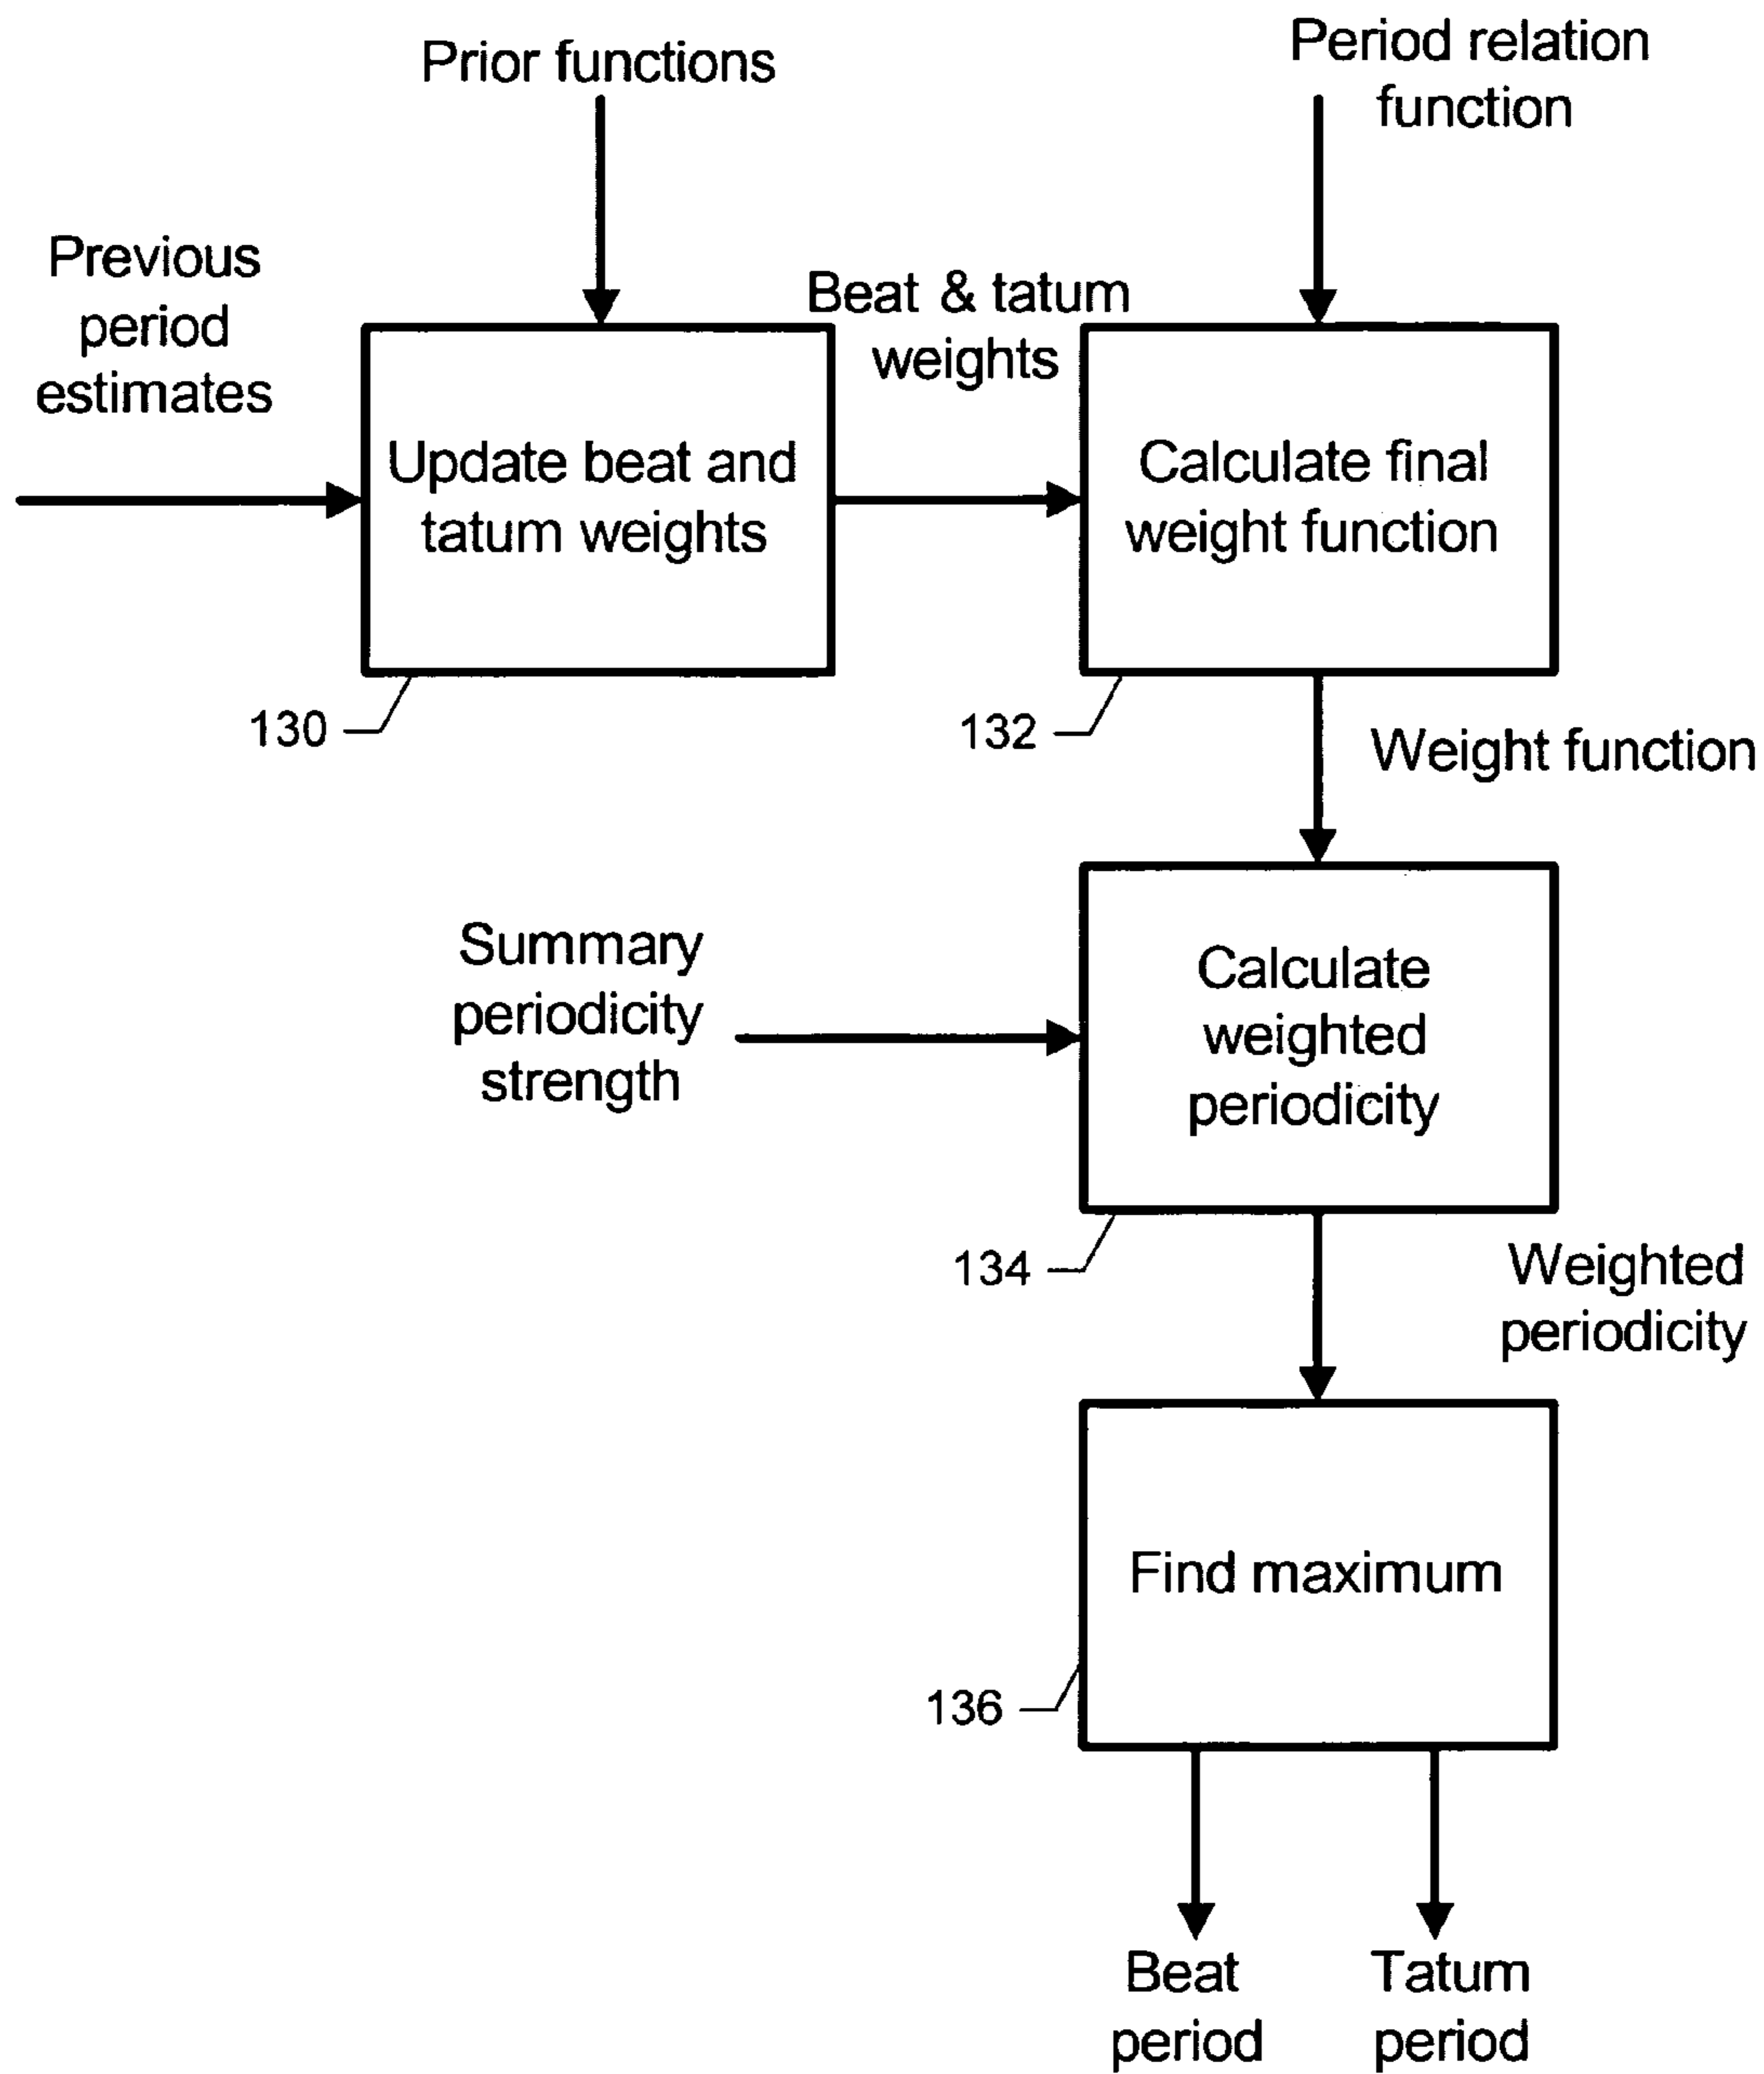 Prior functions
Period relation
function
Previous
period
estimates
Beat & tatum
weights
Update beat and
tatum weights
Calculate final
weight function
130
132
Weight function
Summary
periodicity
strength
Calculate
weighted
periodicity
134
Weighted
periodicity
Find maximum
136
Beat
period
Tatum
period